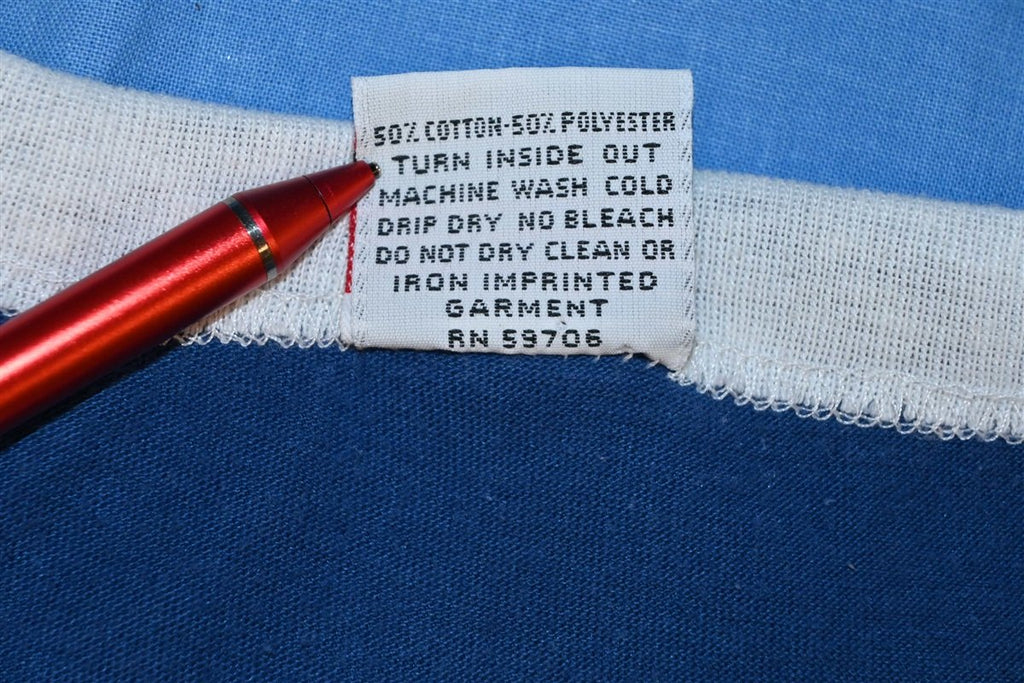 50% COTTON-50% POLYESTER
TURN INSIDE OUT
MACHINE WASH COLD
DRIP DRY NO BLEACH
DO NOT DRY CLEAN OR
IRON IMPRINTED
GARMENT
RN 59706